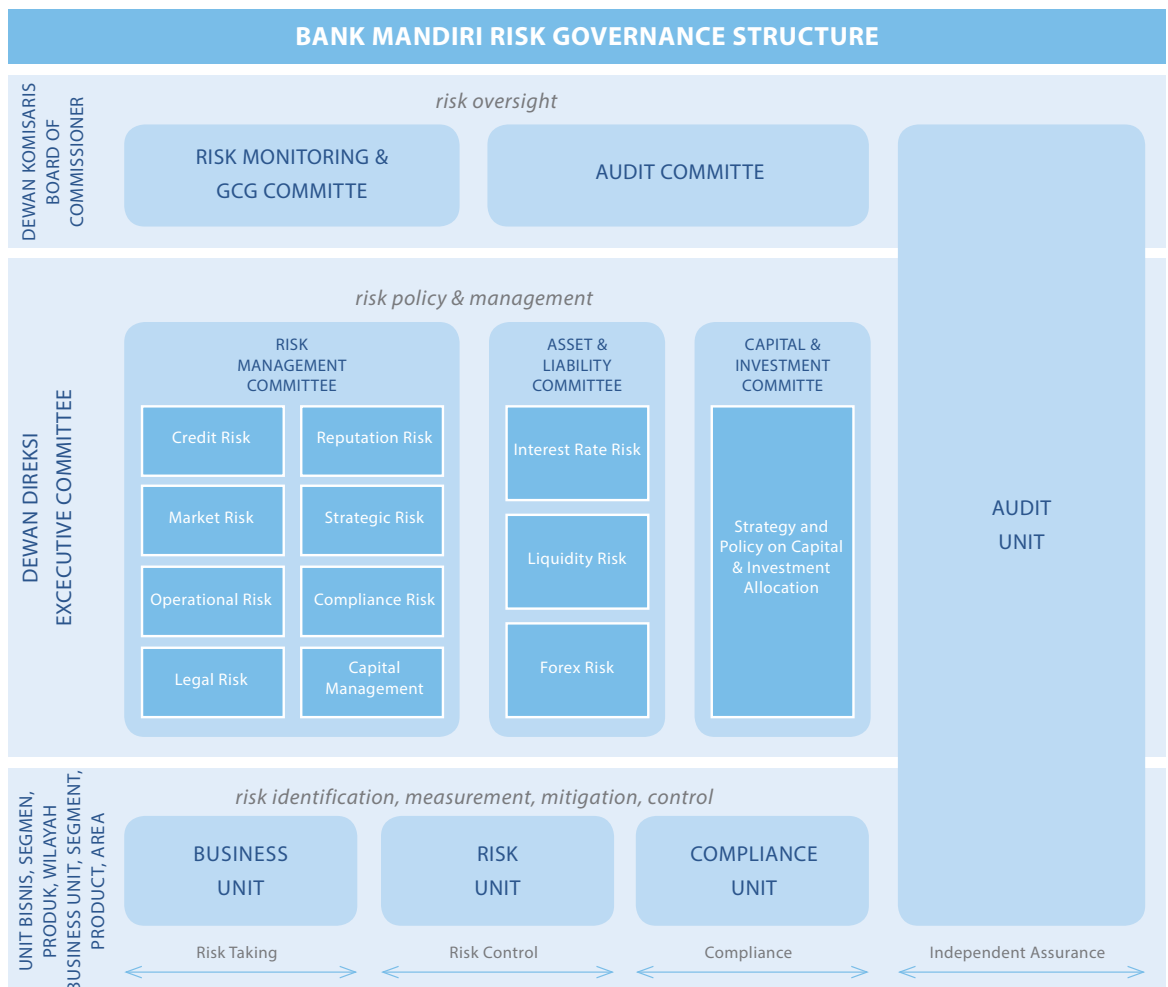 BANK MANDIRI RISK GOVERNANCE STRUCTURE
DEWAN KOMISARIS
BOARD OF
COMMISSIONER
risk oversight
RISK MONITORING &
GCG COMMITTE
AUDIT COMMITTE
DEWAN DIREKSI
EXCECUTIVE COMMITTEE
risk policy & management
RISK
MANAGEMENT
COMMITTEE
Credit Risk
Reputation Risk
Market Risk
Strategic Risk
Operational Risk
Compliance Risk
Legal Risk
Capital
Management
ASSET &
LIABILITY
COMMITTEE
Interest Rate Risk
Liquidity Risk
Forex Risk
CAPITAL &
INVESTMENT
COMMITTE
Strategy and
Policy on Capital
& Investment
Allocation
AUDIT
UNIT
UNIT BISNIS, SEGMEN,
PRODUK, WILAYAH
BUSINESS UNIT, SEGMENT,
PRODUCT, AREA
risk identification, measurement, mitigation, control
BUSINESS
UNIT
RISK
UNIT
COMPLIANCE
UNIT
Risk Taking
Risk Control
Compliance
Independent Assurance